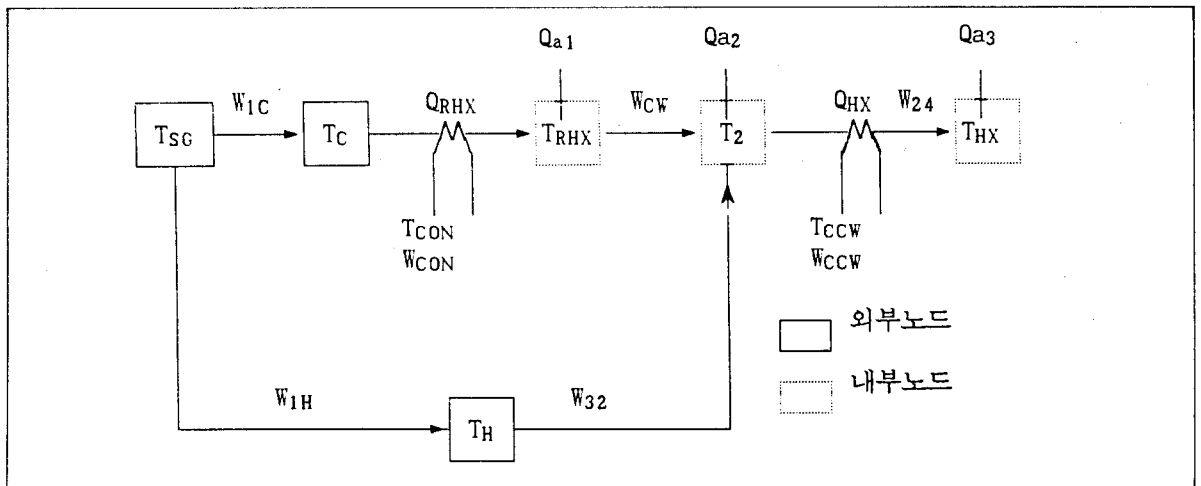 Qa1
Qa2
Qa3
W1C
QRHX
WCW
QHX
W24
TSG
TC
TRHX
T2
THX
TCON
WCON
TCCW
WCCW
외부노드
내부노드
W1H
W32
TH